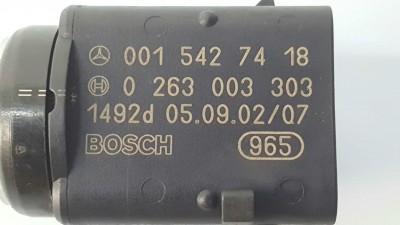 001 542 74 18
0 263 003 303
1492d 05.09.02/07
BOSCH 965